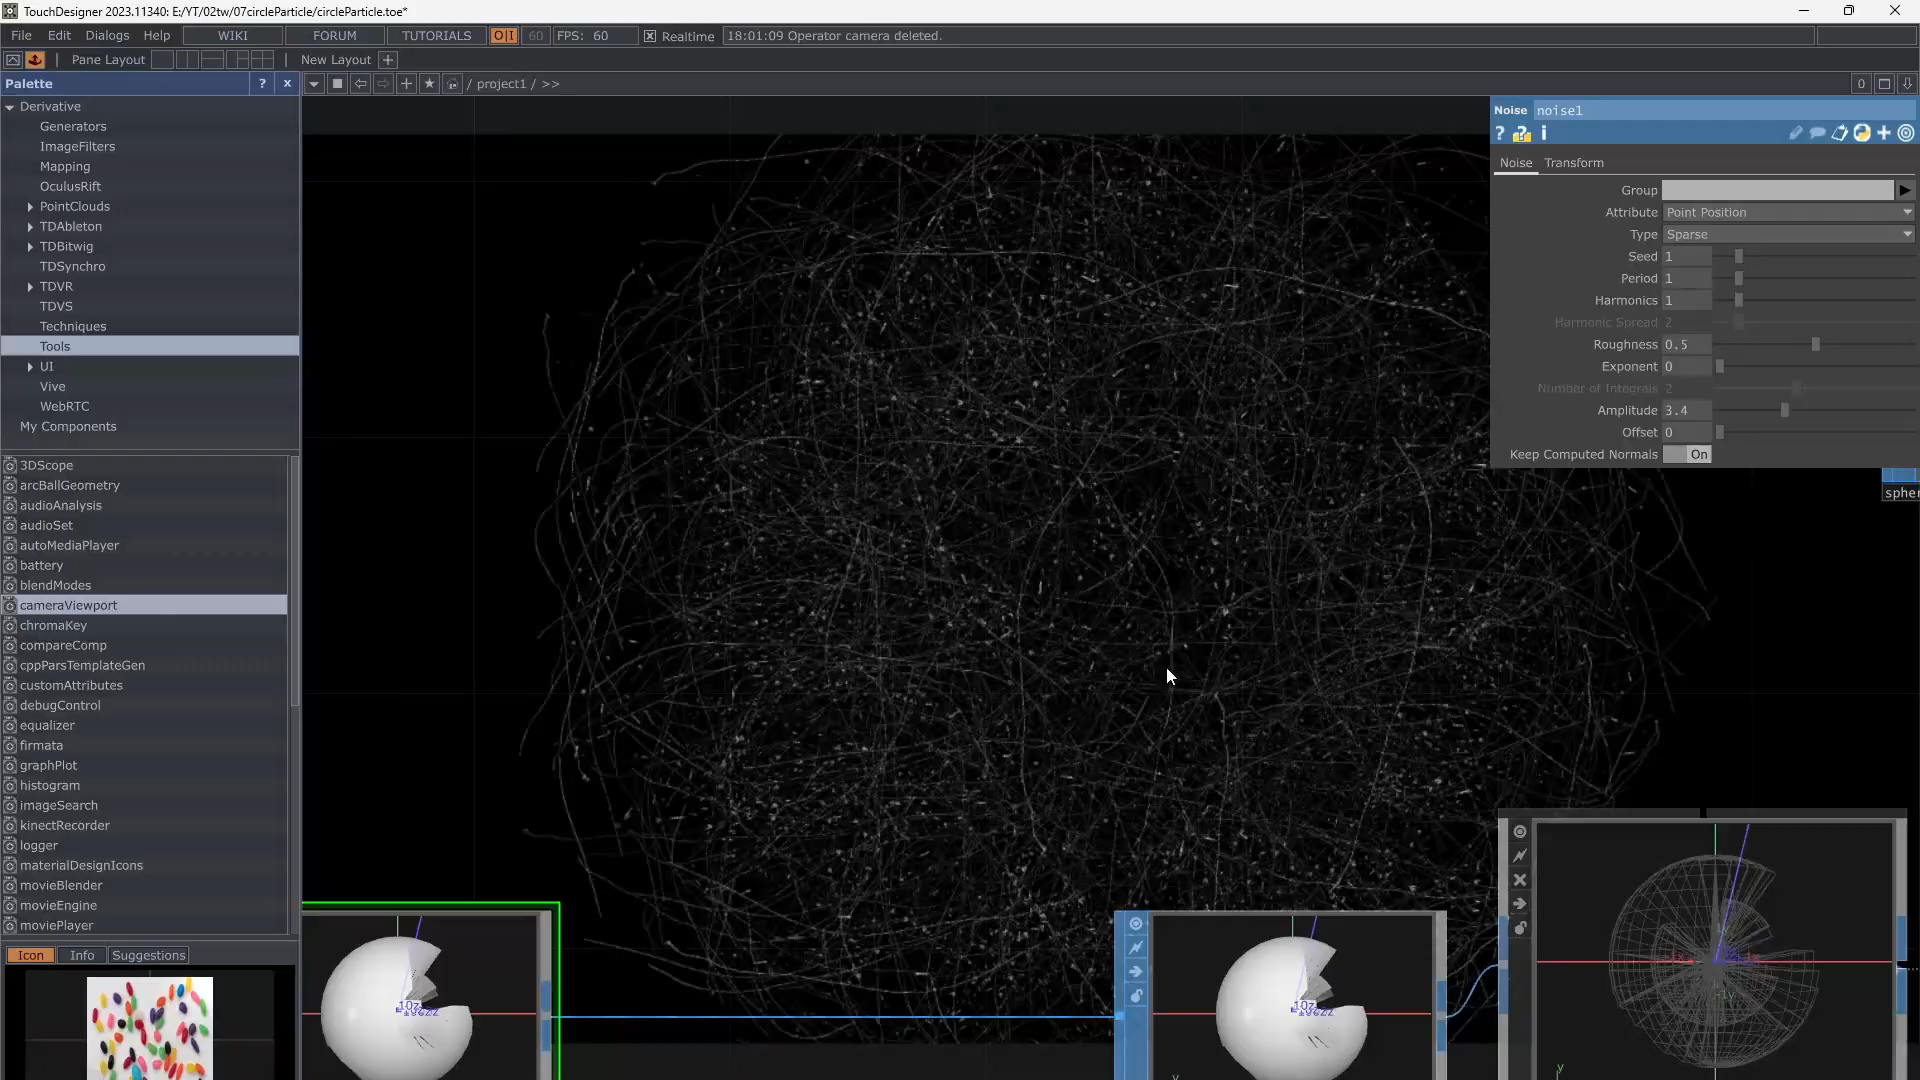 TouchDesigner 2023.11340: E:/YT/02tw/07circleParticle/circleParticle.toe*
File Edit Dialogs Help WIKI FORUM TUTORIALS O|I 60 FPS: 60 Realtime 18:01:09 Operator camera deleted.
Pane Layout New Layout
Palette ? x / project1 / >> 0
Derivative
Generators
ImageFilters
Mapping
OculusRift
PointClouds
TDAbleton
TDBitwig
TDSynchro
TDVR
TDVS
Techniques
Tools
UI
Vive
WebRTC
My Components
3DScope
arcBallGeometry
audioAnalysis
audioSet
autoMediaPlayer
battery
blendModes
cameraViewport
chromaKey
compareComp
cppParsTemplateGen
customAttributes
debugControl
equalizer
firmata
graphPlot
histogram
imageSearch
kinectRecorder
logger
materialDesignIcons
movieBlender
movieEngine
moviePlayer
Icon Info Suggestions
Noise noise1
? ? i
Noise Transform
Group
Attribute Point Position
Type Sparse
Seed 1
Period 1
Harmonics 1
Harmonic Spread 2
Roughness 0.5
Exponent 0
Number of Integrals 2
Amplitude 3.4
Offset 0
Keep Computed Normals On
spher
y
y